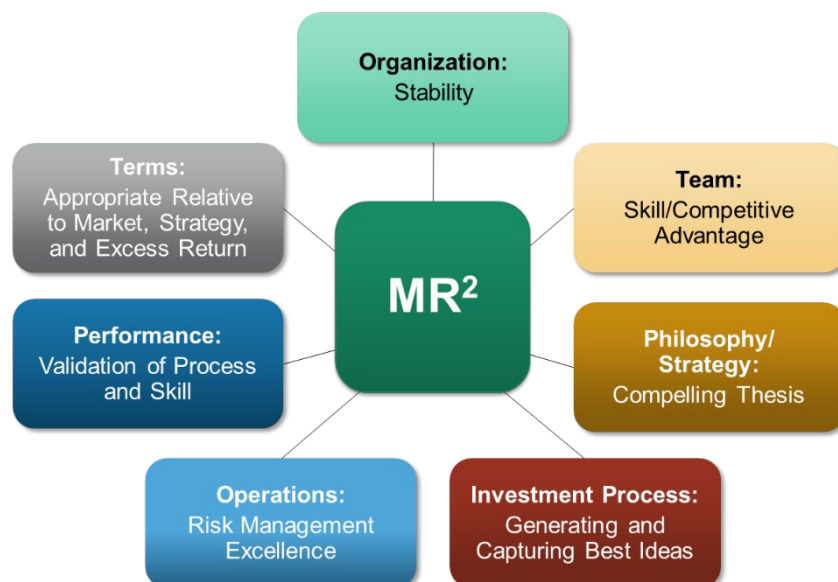 Organization:
Stability
Terms:
Appropriate Relative
to Market, Strategy,
and Excess Return
Team:
Skill/Competitive
Advantage
MR²
Performance:
Validation of Process
and Skill
Philosophy/
Strategy:
Compelling Thesis
Operations:
Risk Management
Excellence
Investment Process:
Generating and
Capturing Best Ideas